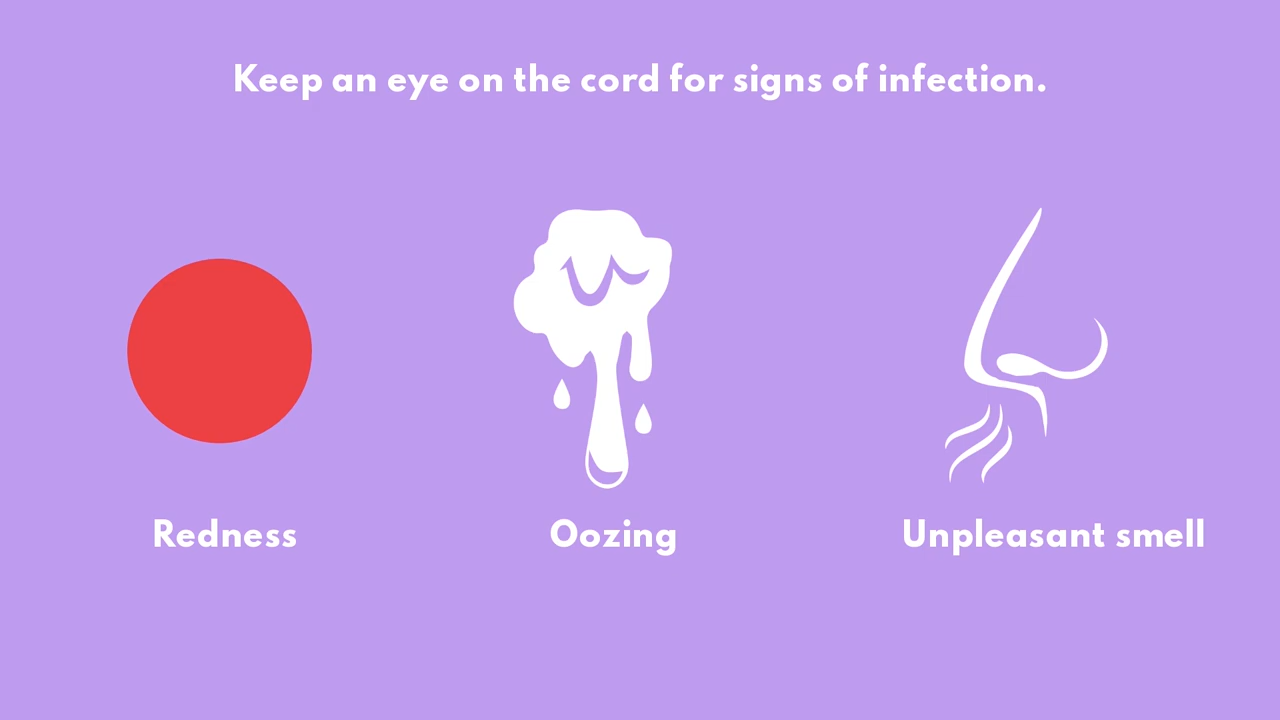 Keep an eye on the cord for signs of infection.
Redness
Oozing
Unpleasant smell